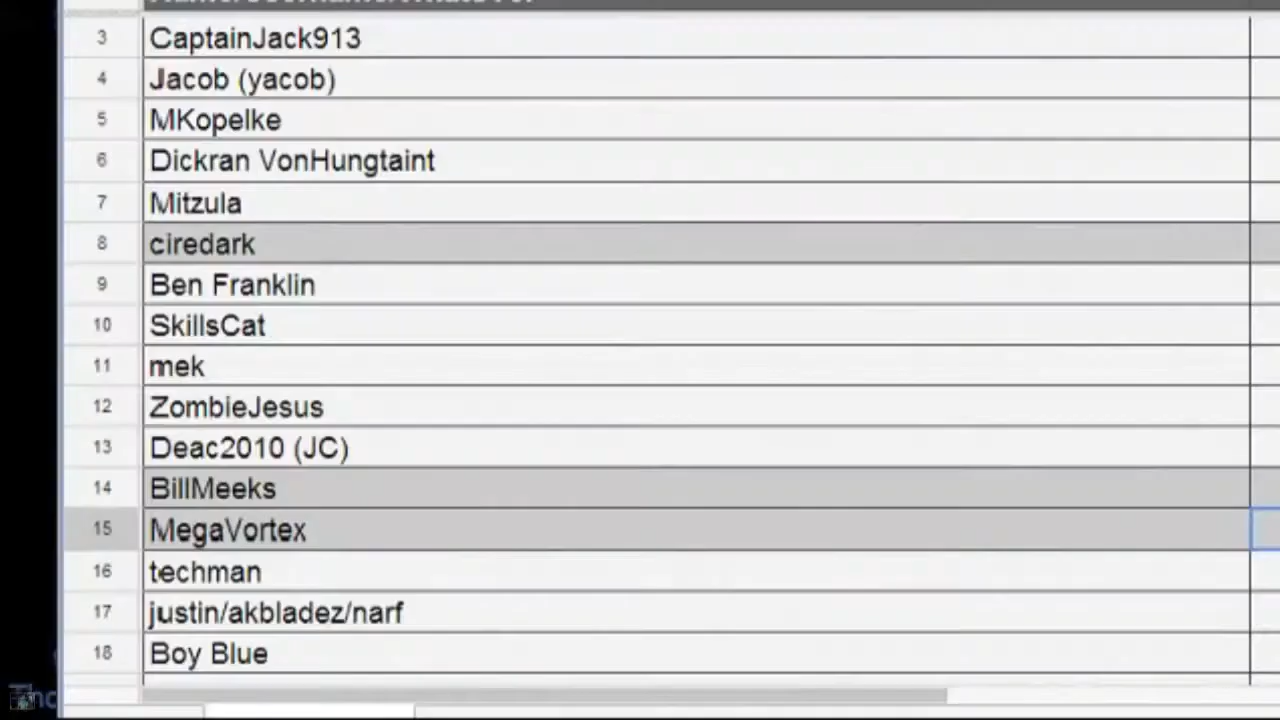 3 CaptainJack913
4 Jacob (yacob)
5 MKopelke
6 Dickran VonHungtaint
7 Mitzula
8 ciredark
9 Ben Franklin
10 SkillsCat
11 mek
12 ZombieJesus
13 Deac2010 (JC)
14 BillMeeks
15 MegaVortex
16 techman
17 justin/akbladez/narf
18 Boy Blue